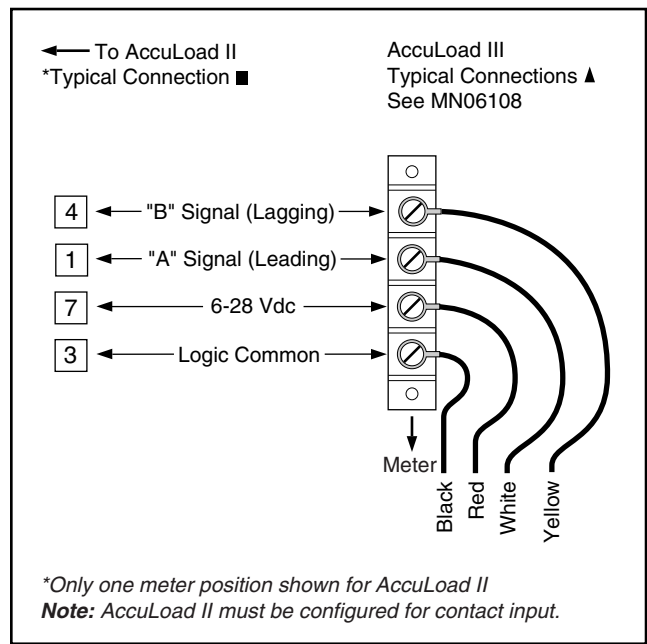 To AccuLoad II
*Typical Connection ■
AccuLoad III
Typical Connections ▲
See MN06108
4 "B" Signal (Lagging)
1 "A" Signal (Leading)
7 6-28 Vdc
3 Logic Common
Meter
Black
Red
White
Yellow
*Only one meter position shown for AccuLoad II
Note: AccuLoad II must be configured for contact input.